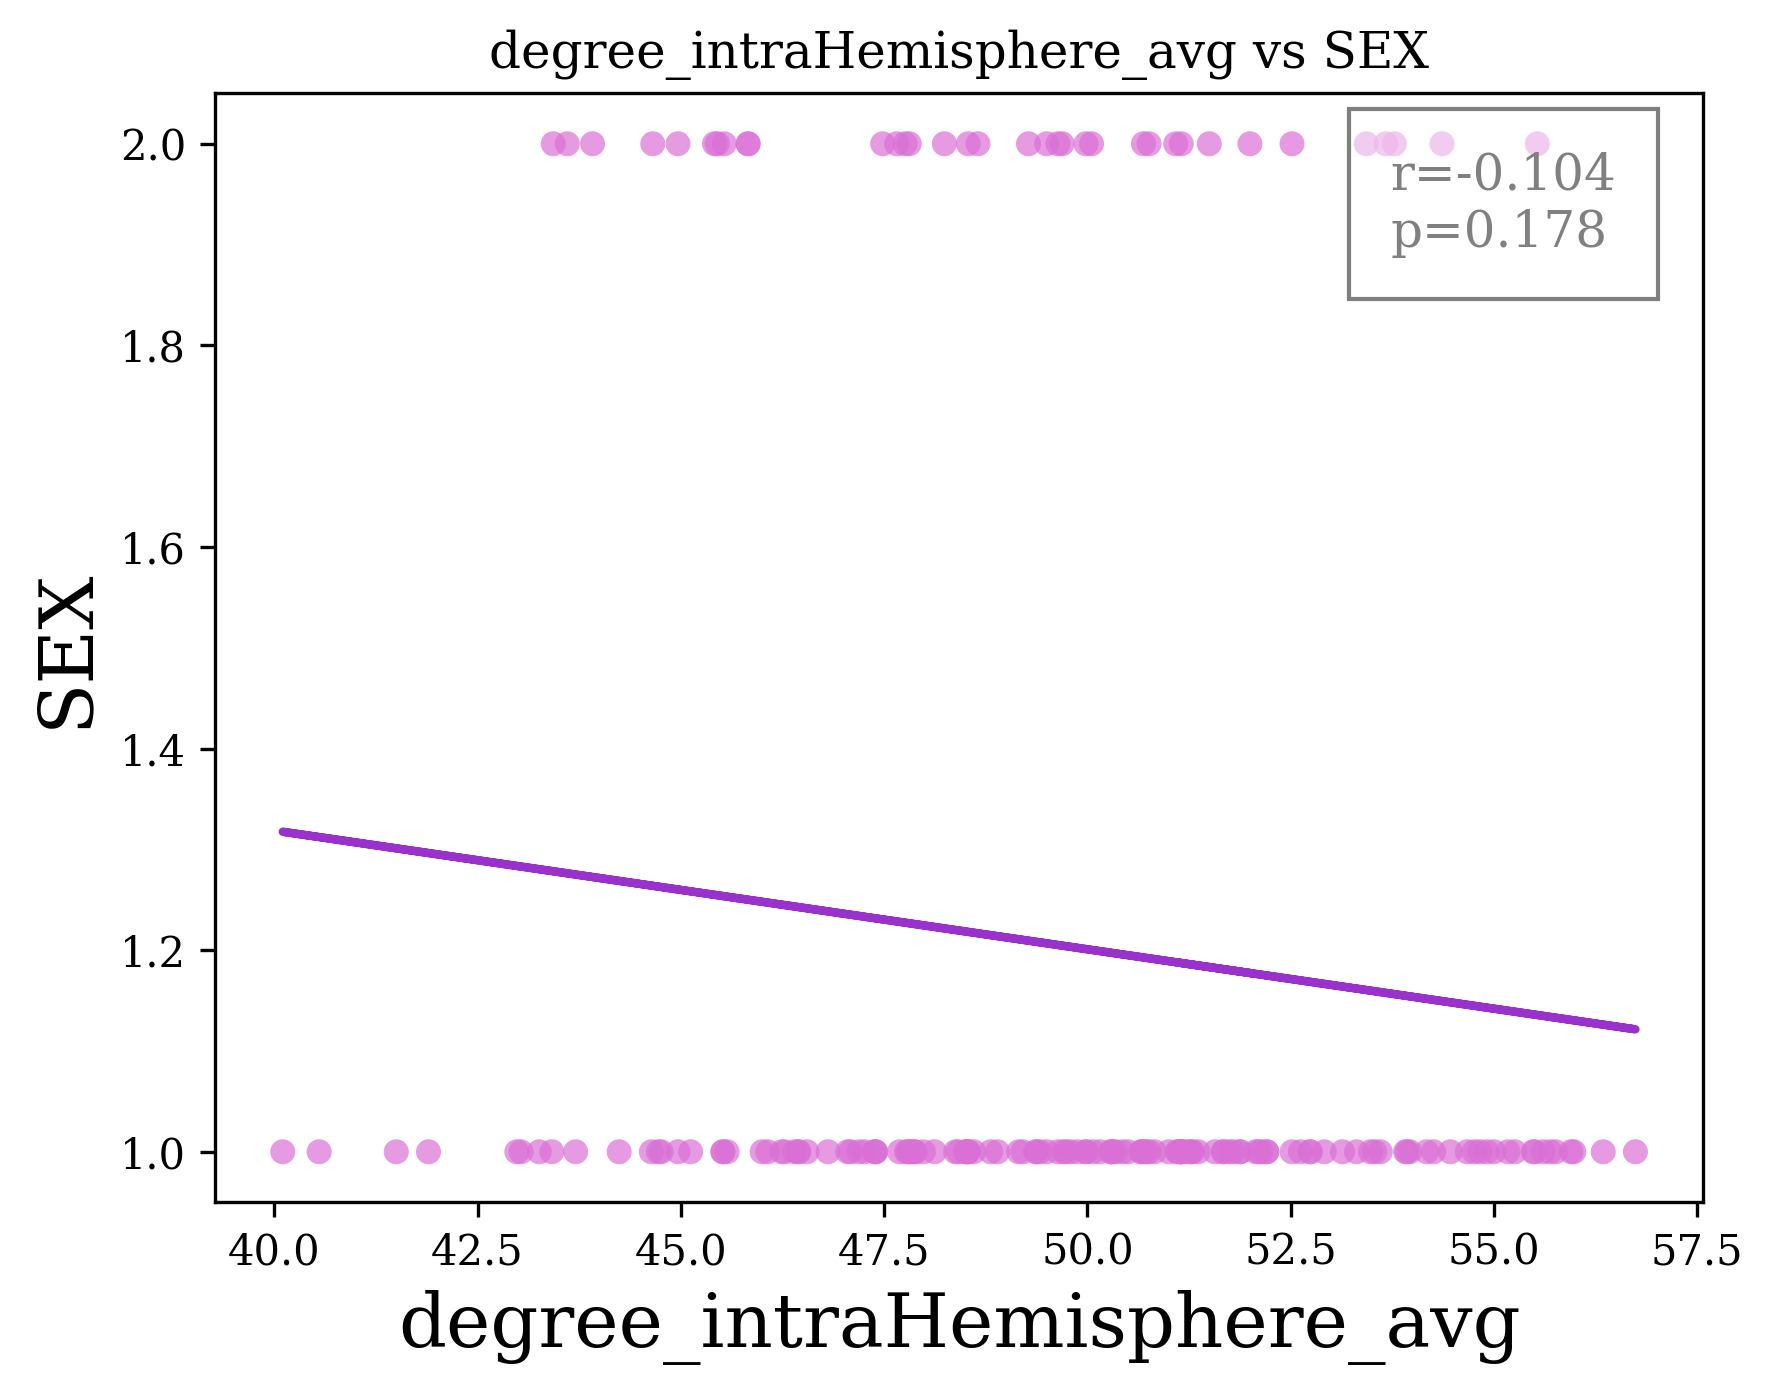 degree_intraHemisphere_avg vs SEX
r=-0.104
p=0.178
SEX
2.0
1.8
1.6
1.4
1.2
1.0
40.0 42.5 45.0 47.5 50.0 52.5 55.0 57.5
degree_intraHemisphere_avg